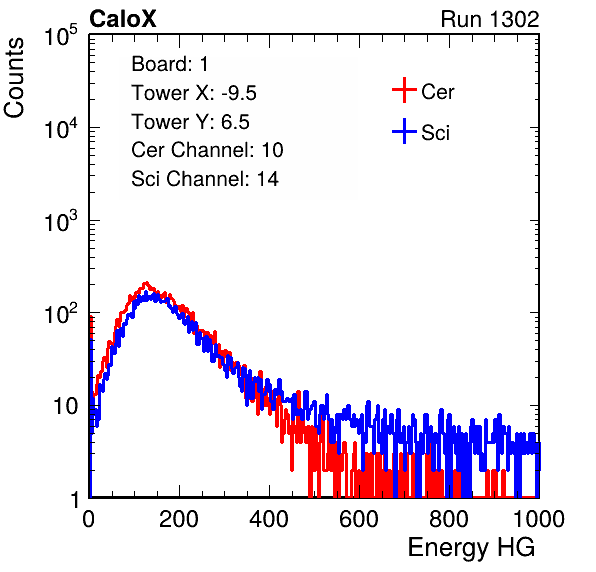 CaloX Run 1302
Counts
Board: 1
Tower X: -9.5
Tower Y: 6.5
Cer Channel: 10
Sci Channel: 14
Cer
Sci
10^5
10^4
10^3
10^2
10
1
0 200 400 600 800 1000
Energy HG